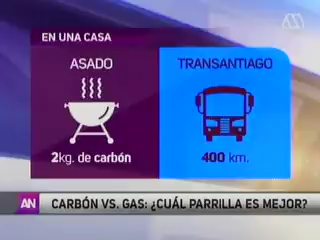 EN UNA CASA
ASADO
TRANSANTIAGO
2kg. de carbón
400 km.
AN
CARBÓN VS. GAS: ¿CUÁL PARRILLA ES MEJOR?